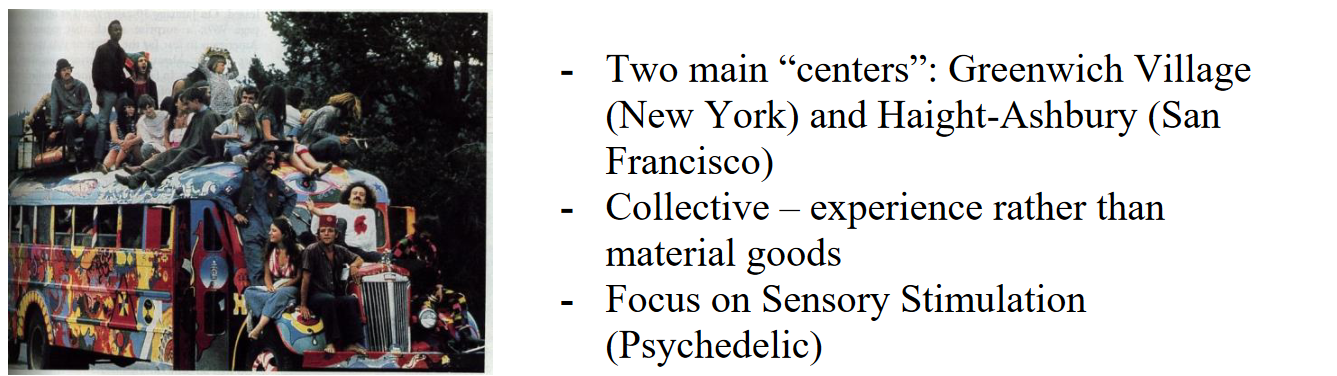 - Two main “centers”: Greenwich Village
(New York) and Haight-Ashbury (San
Francisco)
- Collective – experience rather than
material goods
- Focus on Sensory Stimulation
(Psychedelic)